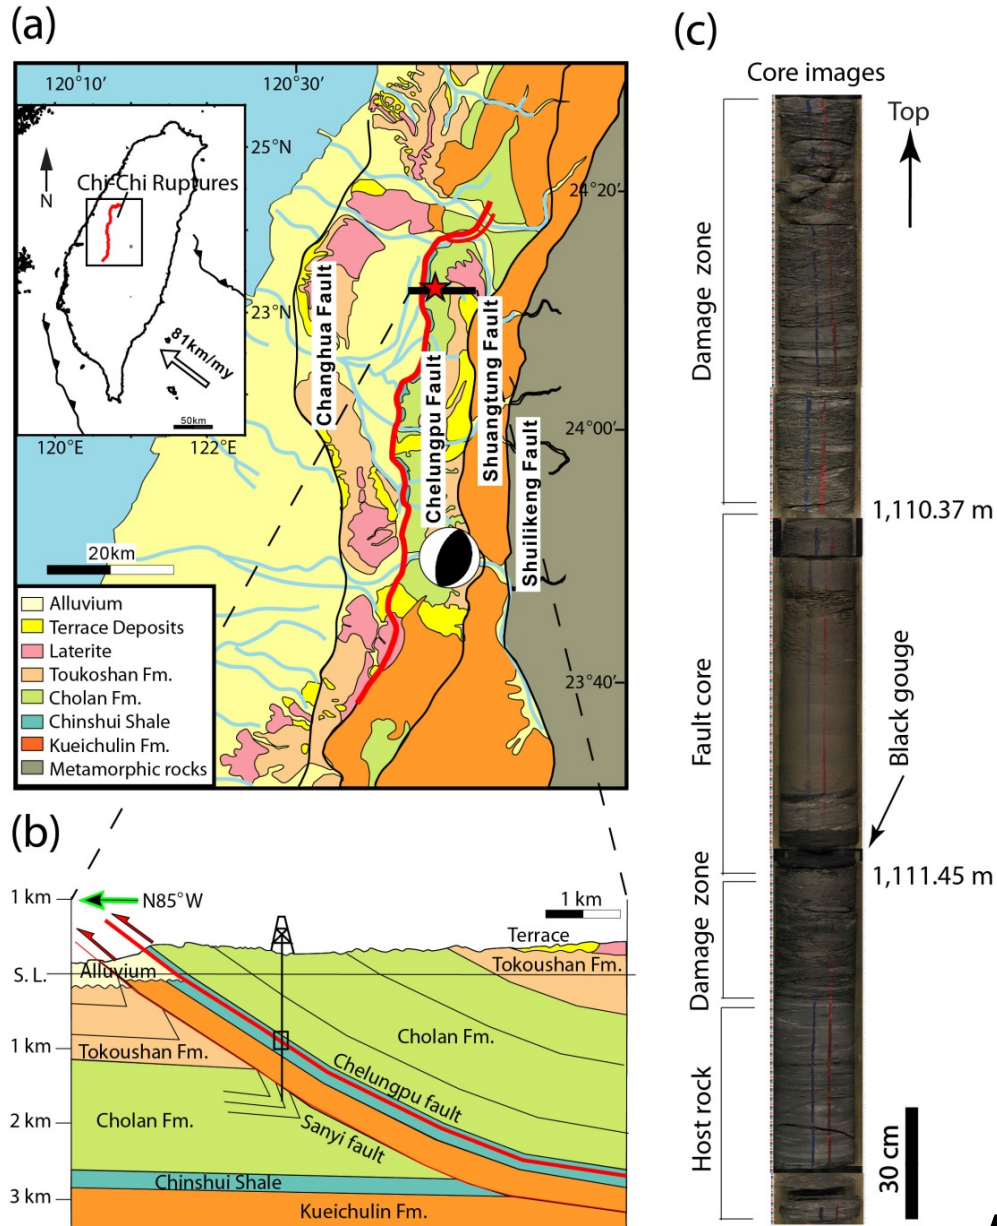 (a)
120°10'
120°30'
25°N
N
Chi-Chi Ruptures
24°20'
23°N
81km/my
50km
120°E
122°E
Changhua Fault
Chelungpu Fault
Shuangtung Fault
Shuilikeng Fault
24°00'
20km
23°40'
Alluvium
Terrace Deposits
Laterite
Toukoshan Fm.
Cholan Fm.
Chinshui Shale
Kueichulin Fm.
Metamorphic rocks
(b)
1 km
N85°W
1 km
Terrace
Tokoushan Fm.
Alluvium
S. L.
Cholan Fm.
1 km
Tokoushan Fm.
Chelungpu fault
2 km
Cholan Fm.
Sanyi fault
Chinshui Shale
3 km
Kueichulin Fm.
(c)
Core images
Top
Damage zone
1,110.37 m
Fault core
Black gouge
1,111.45 m
Damage zone
Host rock
30 cm